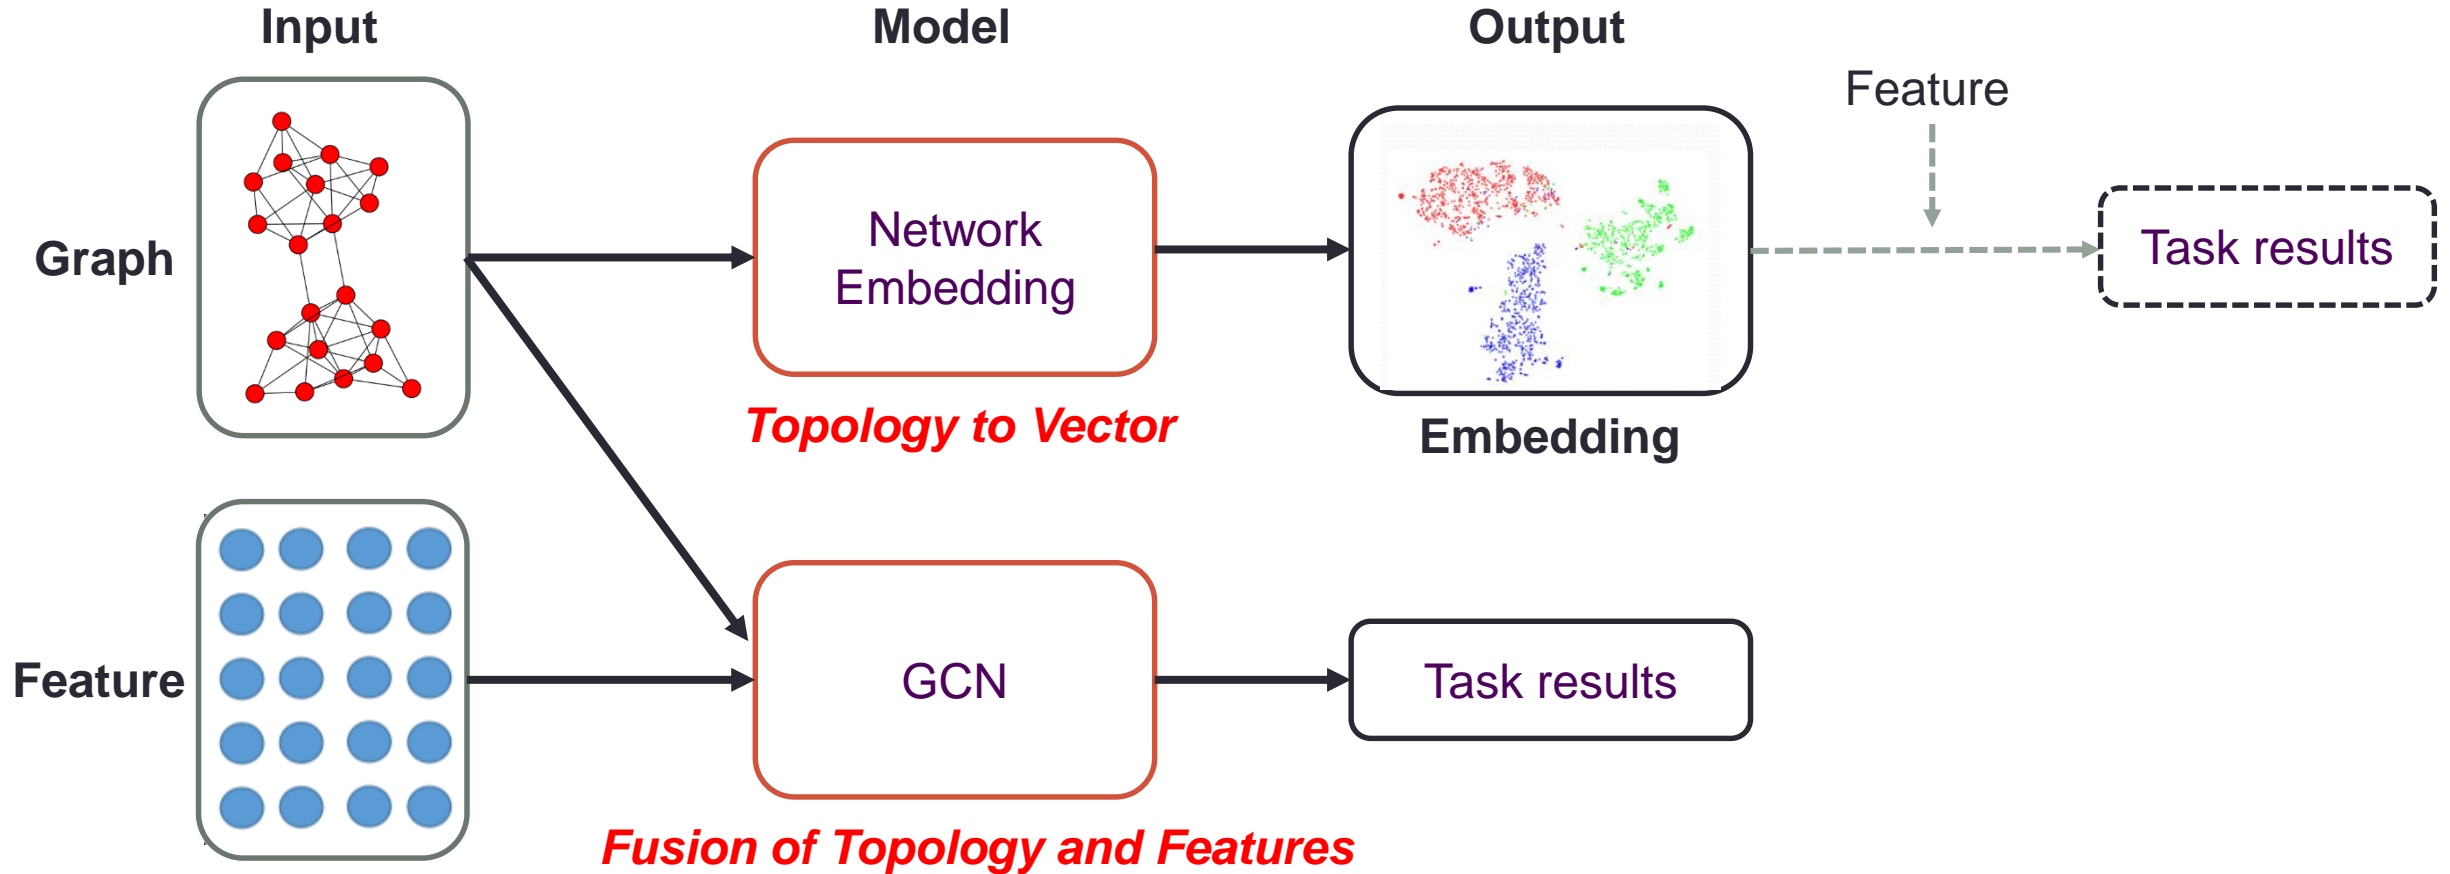 Input
Model
Output
Feature
Graph
Network
Embedding
Task results
Topology to Vector
Embedding
Feature
GCN
Task results
Fusion of Topology and Features